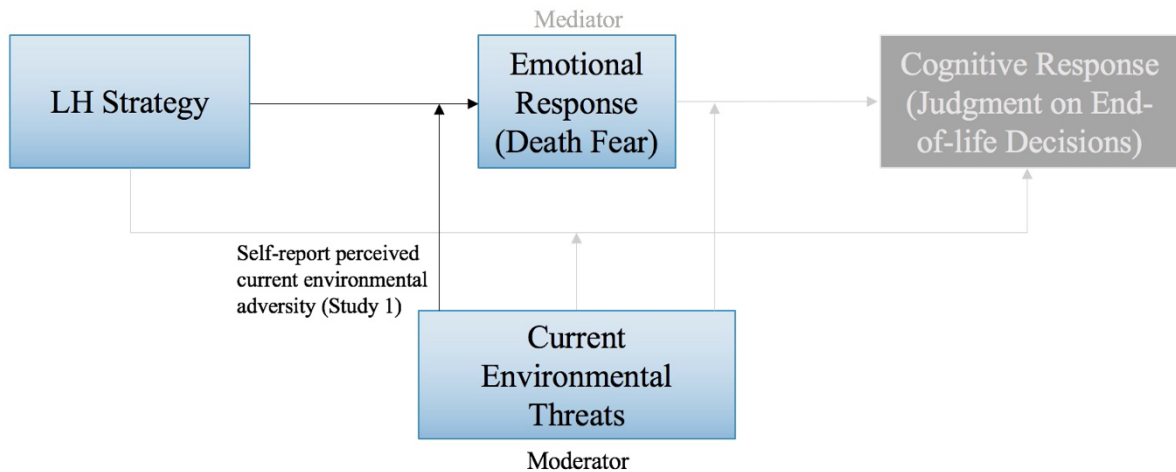 Mediator
LH Strategy
Emotional
Response
(Death Fear)
Cognitive Response
(Judgment on End-
of-life Decisions)
Self-report perceived
current environmental
adversity (Study 1)
Current
Environmental
Threats
Moderator